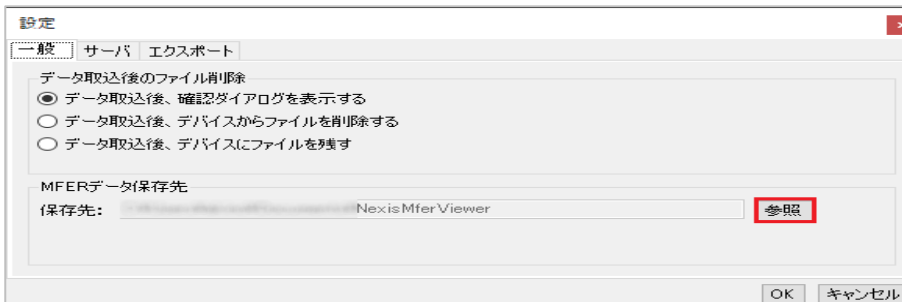 設定
一般 サーバ エクスポート
データ取込後のファイル削除
データ取込後、確認ダイアログを表示する
データ取込後、デバイスからファイルを削除する
データ取込後、デバイスにファイルを残す
MFERデータ保存先
保存先: NexisMferViewer 参照
OK キャンセル